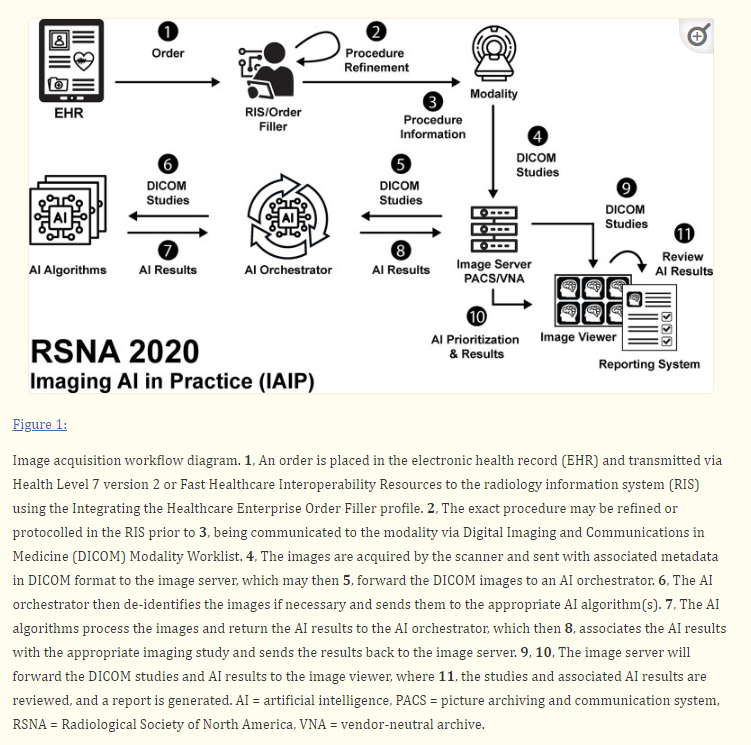 1
Order
2
Procedure
Refinement
EHR
RIS/Order
Filler
Modality
3
Procedure
Information
4
DICOM
Studies
6
DICOM
Studies
5
DICOM
Studies
9
DICOM
Studies
11
Review
AI Results
AI
AI
7
8
AI Algorithms
AI Results
AI Orchestrator
AI Results
Image Server
PACS/VNA
10
AI Prioritization
& Results
Image Viewer
Reporting System
RSNA 2020
Imaging AI in Practice (IAIP)
Figure 1:
Image acquisition workflow diagram. 1, An order is placed in the electronic health record (EHR) and transmitted via
Health Level 7 version 2 or Fast Healthcare Interoperability Resources to the radiology information system (RIS)
using the Integrating the Healthcare Enterprise Order Filler profile. 2, The exact procedure may be refined or
protocolled in the RIS prior to 3, being communicated to the modality via Digital Imaging and Communications in
Medicine (DICOM) Modality Worklist. 4, The images are acquired by the scanner and sent with associated metadata
in DICOM format to the image server, which may then 5, forward the DICOM images to an AI orchestrator. 6, The AI
orchestrator then de-identifies the images if necessary and sends them to the appropriate AI algorithm(s). 7, The AI
algorithms process the images and return the AI results to the AI orchestrator, which then 8, associates the AI results
with the appropriate imaging study and sends the results back to the image server. 9, 10, The image server will
forward the DICOM studies and AI results to the image viewer, where 11, the studies and associated AI results are
reviewed, and a report is generated. AI = artificial intelligence, PACS = picture archiving and communication system,
RSNA = Radiological Society of North America, VNA = vendor-neutral archive.